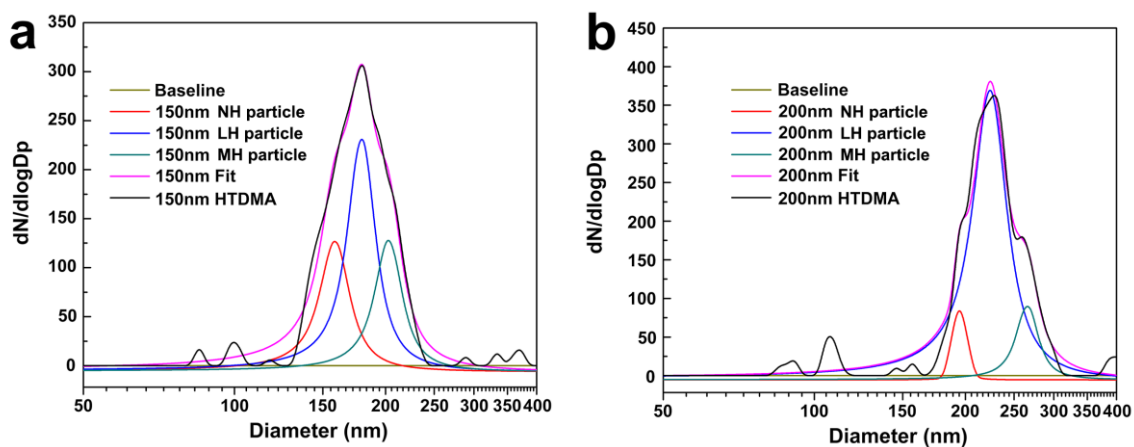 a
350
300
250
200
150
100
50
0
dN/dlogDp
Baseline
150nm NH particle
150nm LH particle
150nm MH particle
150nm Fit
150nm HTDMA
50 100 150 200 250 300 350 400
Diameter (nm)
b
450
400
350
300
250
200
150
100
50
0
-50
dN/dlogDp
Baseline
200nm NH particle
200nm LH particle
200nm MH particle
200nm Fit
200nm HTDMA
50 100 150 200 250 300 350 400
Diameter (nm)